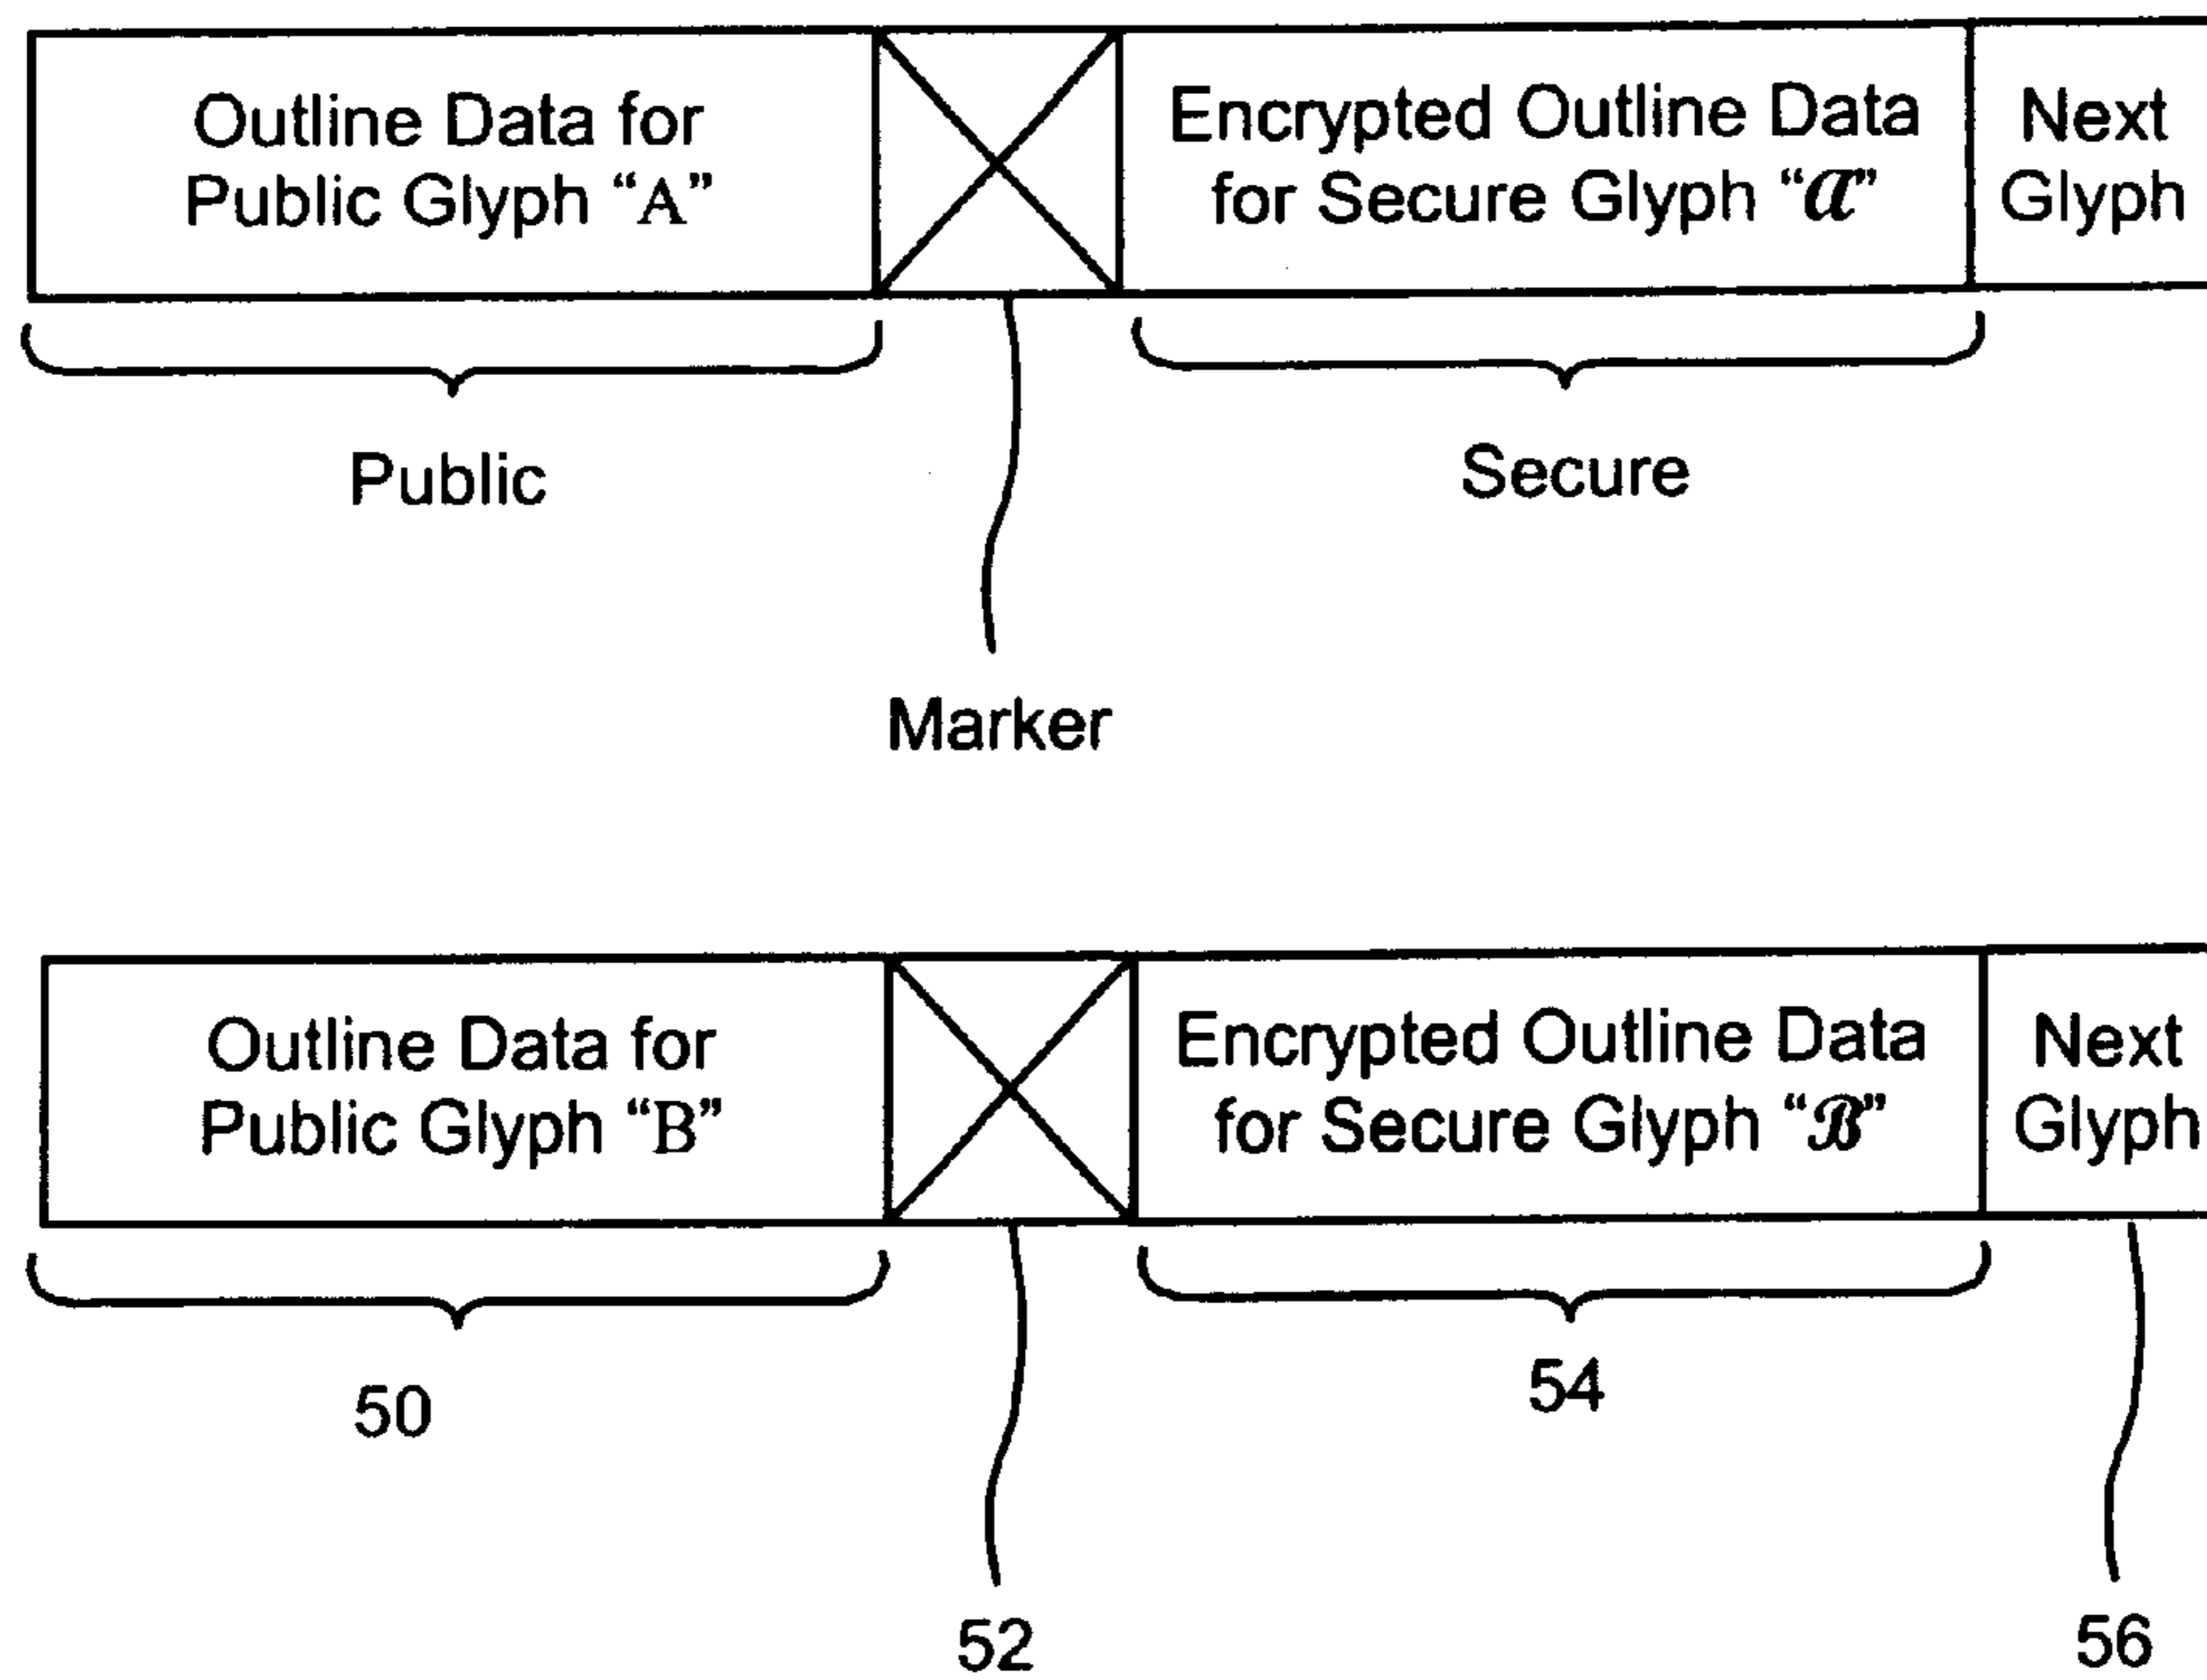 Outline Data for
Public Glyph “A”
Encrypted Outline Data
for Secure Glyph “𝒜”
Next
Glyph
Public
Secure
Marker
Outline Data for
Public Glyph “B”
Encrypted Outline Data
for Secure Glyph “ℬ”
Next
Glyph
50
54
52
56